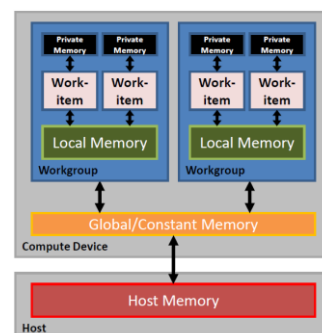 Private Memory
Private Memory
Private Memory
Private Memory
Work-item
Work-item
Work-item
Work-item
Local Memory
Local Memory
Workgroup
Workgroup
Global/Constant Memory
Compute Device
Host Memory
Host